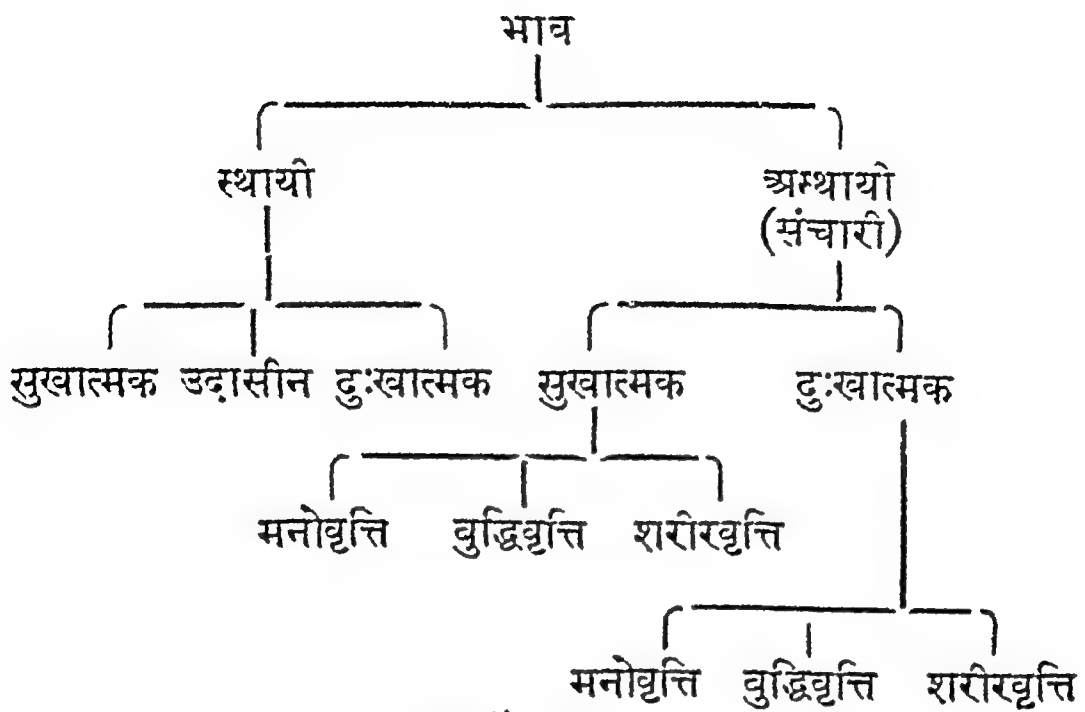 भाव
स्थायी अस्थायी
(संचारी)
सुखात्मक उदासीन दुःखात्मक सुखात्मक दुःखात्मक
मनोवृत्ति बुद्धिवृत्ति शरीरवृत्ति
मनोवृत्ति बुद्धिवृत्ति शरीरवृत्ति